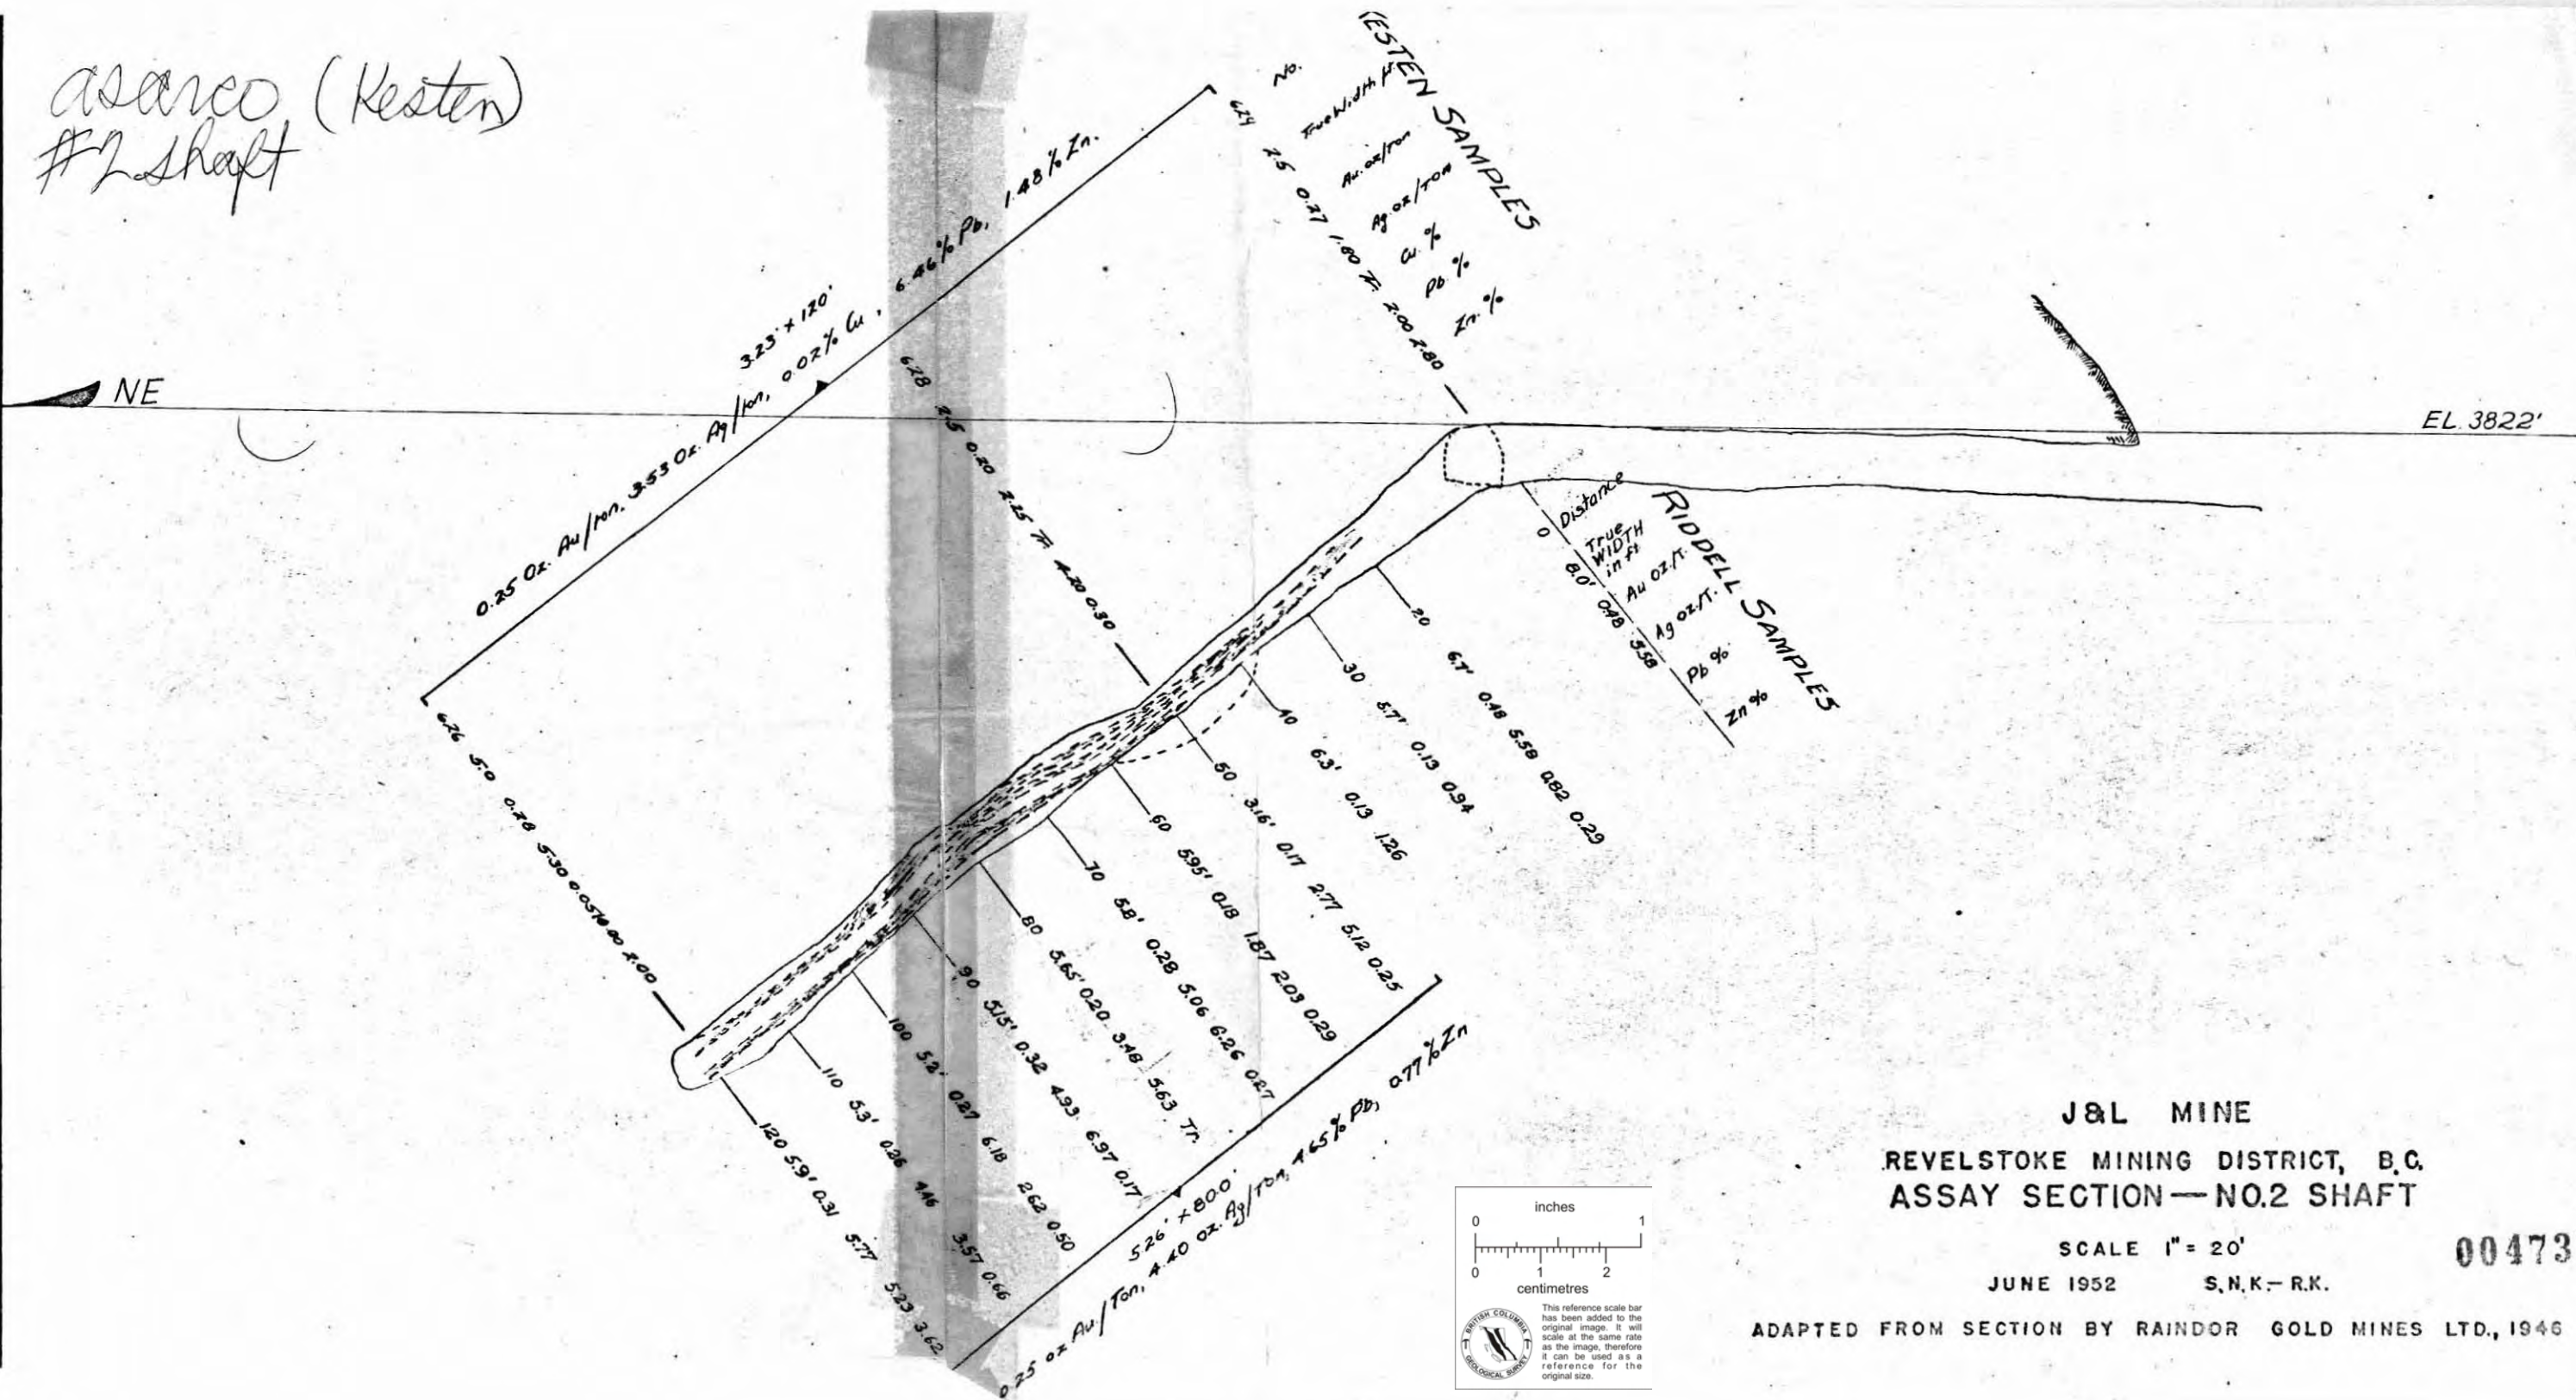 asarco (Kesten)
#2 shaft
NE
EL. 3822'
3.23' x 120'
0.25 Oz. Au/ton, 3.53 Oz. Ag/ton, 0.02% Cu, 6.46% Pb, 1.48% Zn.
ESTEN SAMPLES
No.
True Width ft.
Au. oz/Ton
Ag. oz/Ton
Cu. %
Pb. %
Zn. %
629 2.5 0.27 1.80 Tr. 2.00 2.80
628 2.5 0.20 2.25 Tr. 4.20 0.30
626 5.0 0.28 5.30 0.05 2.00
RIDDELL SAMPLES
Distance
True WIDTH in ft
Au OZ./T.
Ag OZ./T.
Pb %
Zn %
0 8.0' 0.48 5.58
20 6.7' 0.48 5.58 0.82 0.29
30 5.7' 0.13 0.94
40 6.3' 0.13 1.26
50 3.16' 0.17 2.77 5.12 0.25
60 5.95' 0.18 1.87 2.03 0.29
70 5.8' 0.28 5.06 6.26 0.27
80 5.65' 0.20 3.48 5.63 Tr.
90 5.15' 0.32 4.93 6.97 0.17
100 5.2' 0.27 6.18 2.62 0.50
110 5.3' 0.26 4.46 3.57 0.66
120 5.9' 0.31 5.77 5.23 3.62
5.26' x 80.0'
0.25 oz Au./Ton, 4.40 oz. Ag/Ton, 4.65% Pb, 0.77% Zn
inches
0 1
0 1 2
centimetres
BRITISH COLUMBIA
GEOLOGICAL SURVEY
This reference scale bar
has been added to the
original image. It will
scale at the same rate
as the image, therefore
it can be used as a
reference for the
original size.
J&L MINE
REVELSTOKE MINING DISTRICT, B.C.
ASSAY SECTION — NO.2 SHAFT
SCALE 1" = 20'
00473
JUNE 1952 S.N.K.— R.K.
ADAPTED FROM SECTION BY RAINDOR GOLD MINES LTD., 1946